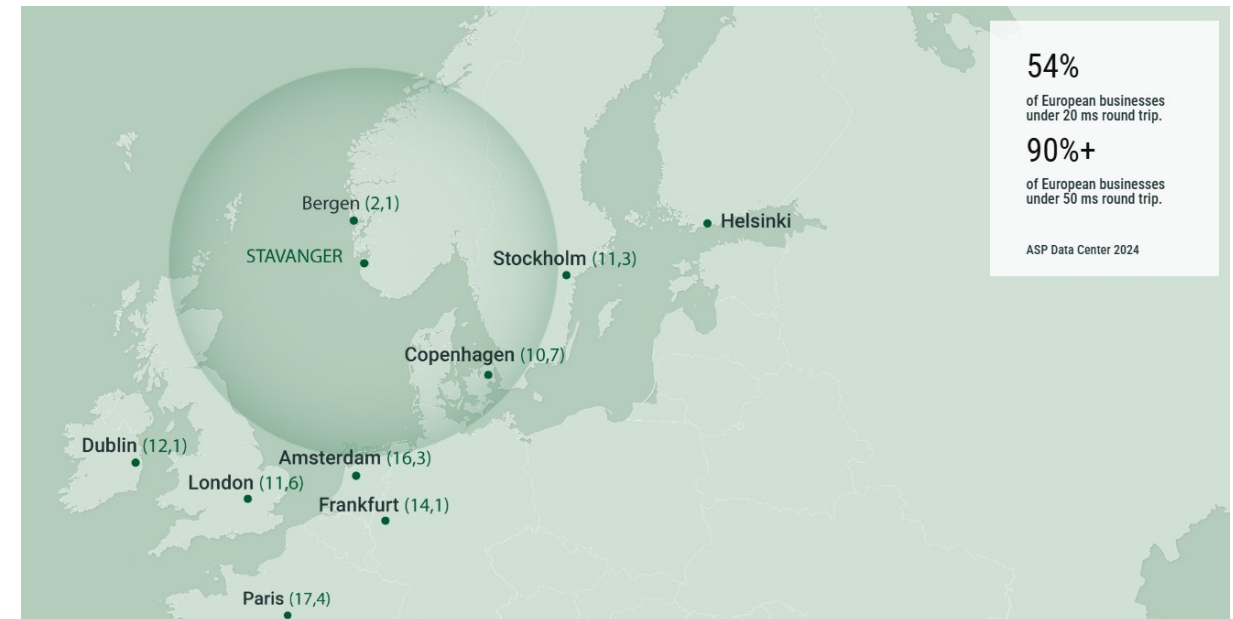 54%
of European businesses
under 20 ms round trip.
90%+
of European businesses
under 50 ms round trip.
ASP Data Center 2024
Bergen (2,1)
Helsinki
STAVANGER
Stockholm (11,3)
Copenhagen (10,7)
Dublin (12,1)
Amsterdam (16,3)
London (11,6)
Frankfurt (14,1)
Paris (17,4)